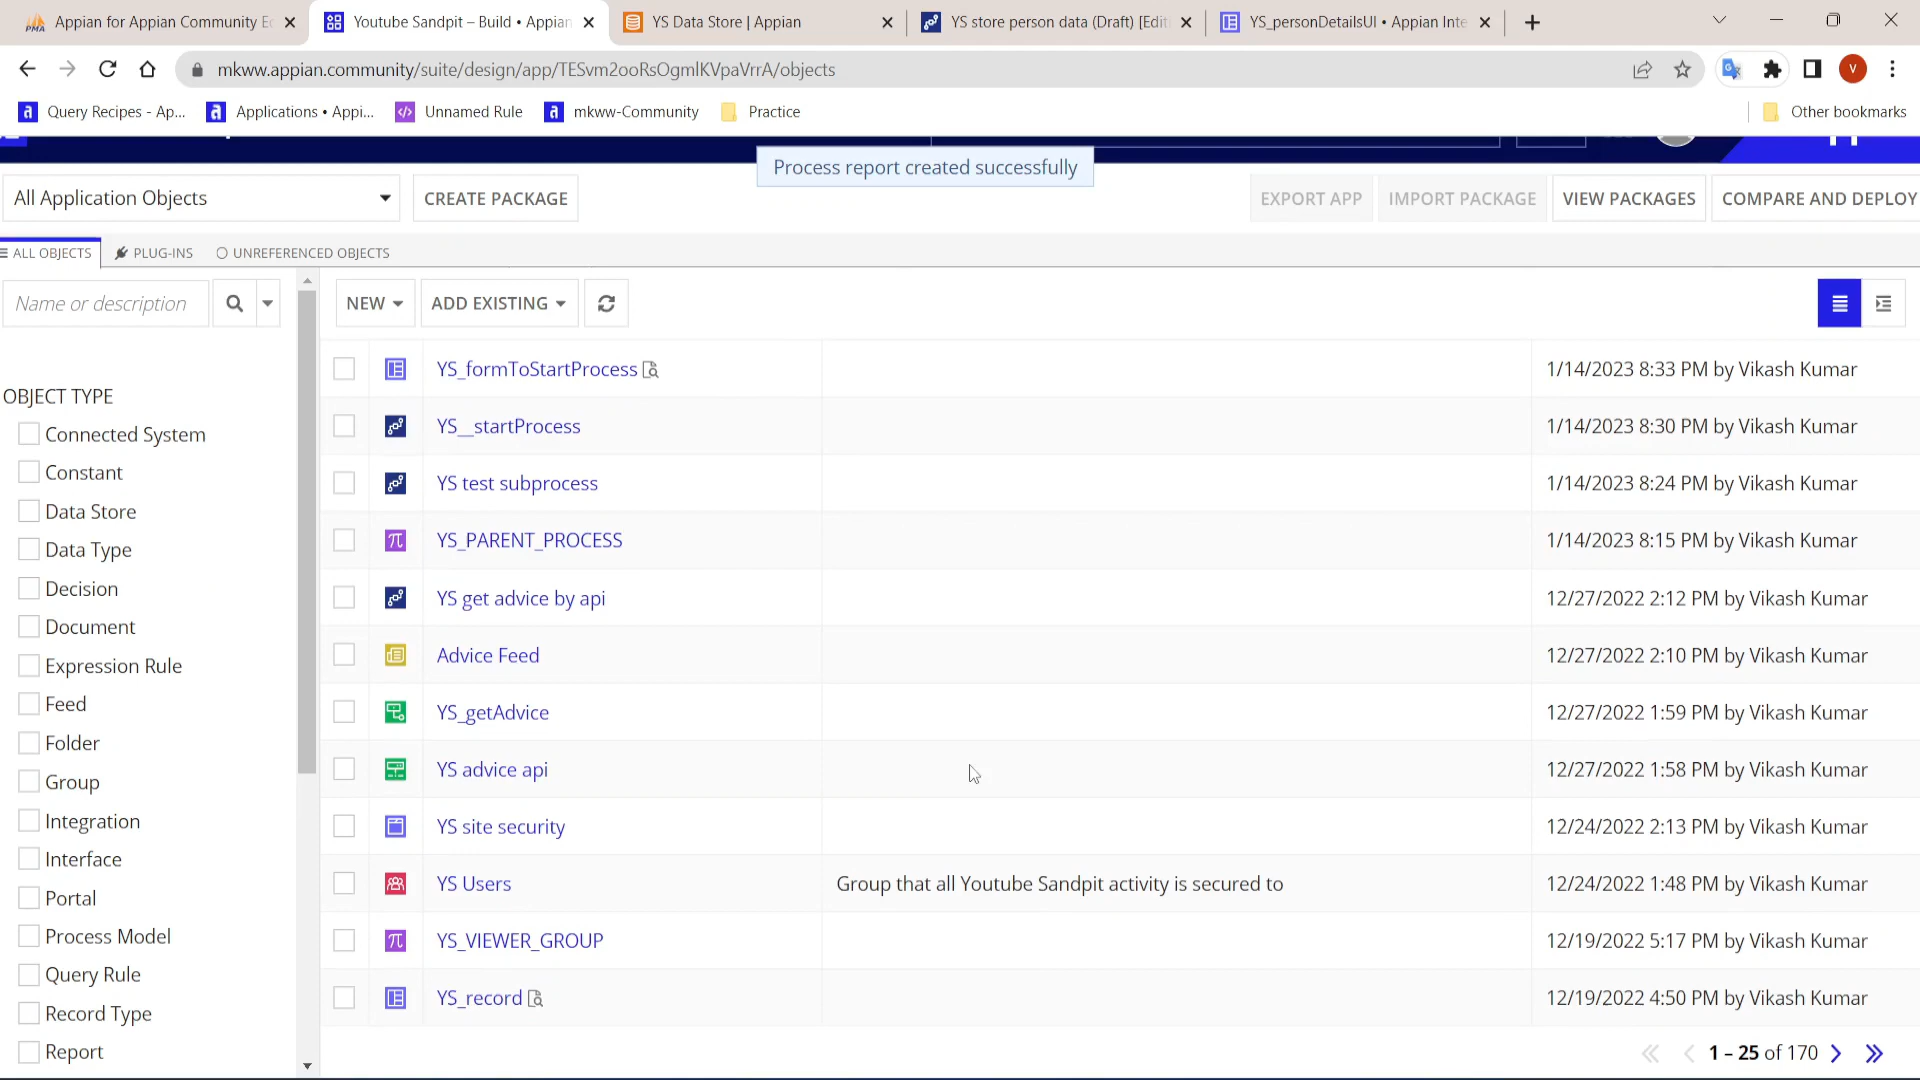 Appian for Appian Community Ec
Youtube Sandpit – Build • Appian
YS Data Store | Appian
YS store person data (Draft) [Edit
YS_personDetailsUI • Appian Inte
mkww.appian.community/suite/design/app/TESvm2ooRsOgmlKVpaVrrA/objects
V
Query Recipes - Ap...
Applications • Appi...
Unnamed Rule
mkww-Community
Practice
Other bookmarks
Process report created successfully
All Application Objects
CREATE PACKAGE
EXPORT APP
IMPORT PACKAGE
VIEW PACKAGES
COMPARE AND DEPLOY
ALL OBJECTS
PLUG-INS
UNREFERENCED OBJECTS
Name or description
NEW
ADD EXISTING
OBJECT TYPE
Connected System
Constant
Data Store
Data Type
Decision
Document
Expression Rule
Feed
Folder
Group
Integration
Interface
Portal
Process Model
Query Rule
Record Type
Report
YS_formToStartProcess 1/14/2023 8:33 PM by Vikash Kumar
YS__startProcess 1/14/2023 8:30 PM by Vikash Kumar
YS test subprocess 1/14/2023 8:24 PM by Vikash Kumar
YS_PARENT_PROCESS 1/14/2023 8:15 PM by Vikash Kumar
YS get advice by api 12/27/2022 2:12 PM by Vikash Kumar
Advice Feed 12/27/2022 2:10 PM by Vikash Kumar
YS_getAdvice 12/27/2022 1:59 PM by Vikash Kumar
YS advice api 12/27/2022 1:58 PM by Vikash Kumar
YS site security 12/24/2022 2:13 PM by Vikash Kumar
YS Users Group that all Youtube Sandpit activity is secured to 12/24/2022 1:48 PM by Vikash Kumar
YS_VIEWER_GROUP 12/19/2022 5:17 PM by Vikash Kumar
YS_record 12/19/2022 4:50 PM by Vikash Kumar
1 – 25 of 170